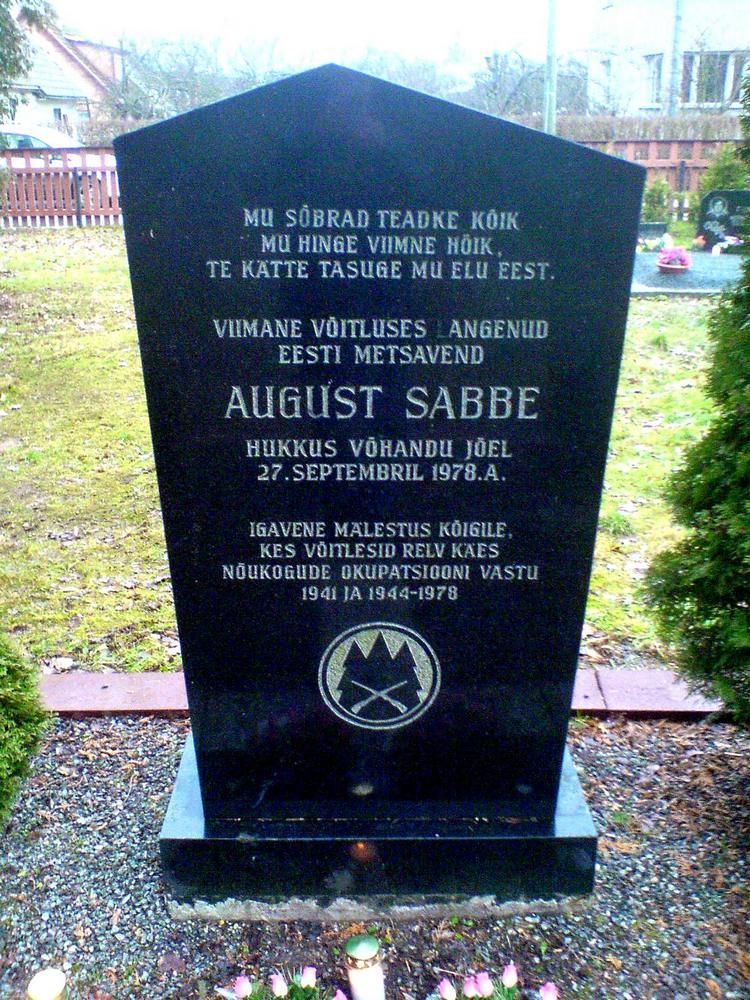 MU SÕBRAD TEADKE KÕIK
MU HINGE VIIMNE HÕIK,
TE KÄTTE TASUGE MU ELU EEST.
VIIMANE VÕITLUSES LANGENUD
EESTI METSAVEND
AUGUST SABBE
HUKKUS VÕHANDU JÕEL
27. SEPTEMBRIL 1978.A.
IGAVENE MÄLESTUS KÕIGILE,
KES VÕITLESID RELV KÄES
NÕUKOGUDE OKUPATSIOONI VASTU
1941 JA 1944-1978